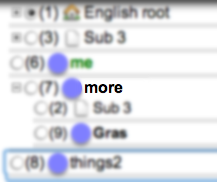 (1) English root
(3) Sub 3
(6) me
(7) more
(2) Sub 3
(9) Gras
(8) things2